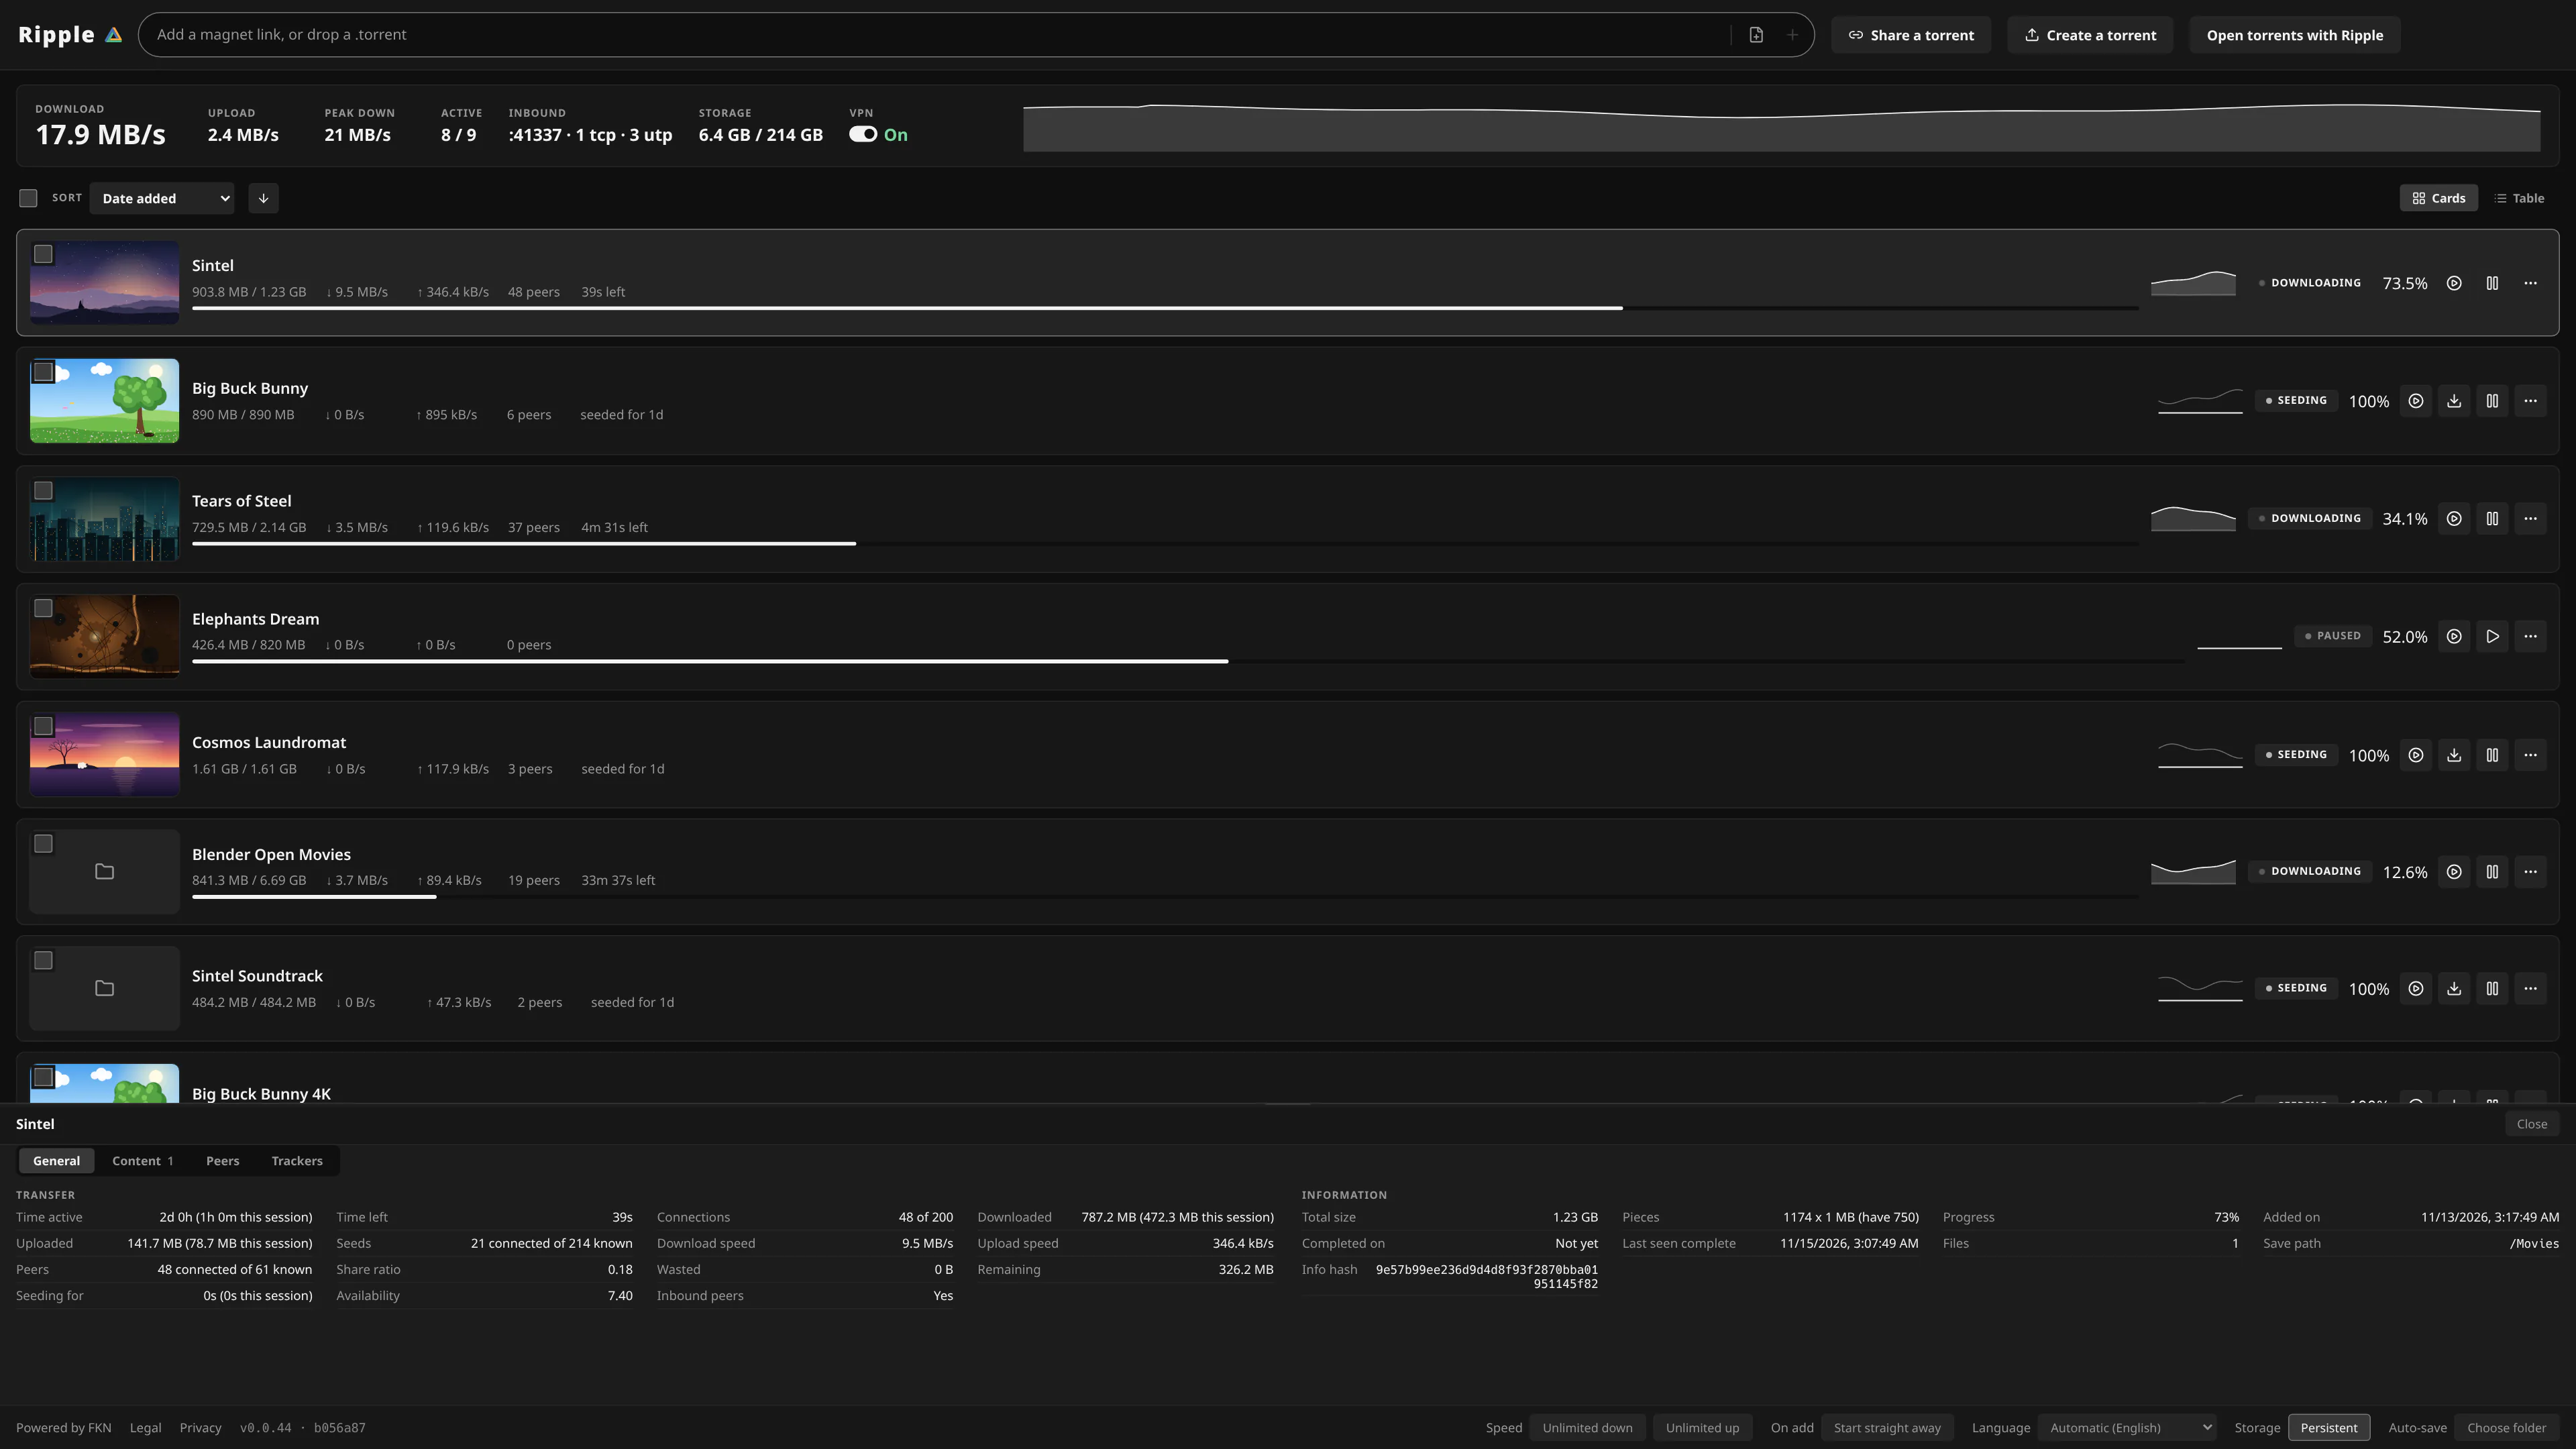 Ripple
Add a magnet link, or drop a .torrent
Share a torrent
Create a torrent
Open torrents with Ripple
DOWNLOAD
17.9 MB/s
UPLOAD
2.4 MB/s
PEAK DOWN
21 MB/s
ACTIVE
8 / 9
INBOUND
:41337 · 1 tcp · 3 utp
STORAGE
6.4 GB / 214 GB
VPN
On
SORT
Date added
Cards
Table
Sintel
903.8 MB / 1.23 GB ↓ 9.5 MB/s ↑ 346.4 kB/s 48 peers 39s left
DOWNLOADING 73.5%
Big Buck Bunny
890 MB / 890 MB ↓ 0 B/s ↑ 895 kB/s 6 peers seeded for 1d
SEEDING 100%
Tears of Steel
729.5 MB / 2.14 GB ↓ 3.5 MB/s ↑ 119.6 kB/s 37 peers 4m 31s left
DOWNLOADING 34.1%
Elephants Dream
426.4 MB / 820 MB ↓ 0 B/s ↑ 0 B/s 0 peers
PAUSED 52.0%
Cosmos Laundromat
1.61 GB / 1.61 GB ↓ 0 B/s ↑ 117.9 kB/s 3 peers seeded for 1d
SEEDING 100%
Blender Open Movies
841.3 MB / 6.69 GB ↓ 3.7 MB/s ↑ 89.4 kB/s 19 peers 33m 37s left
DOWNLOADING 12.6%
Sintel Soundtrack
484.2 MB / 484.2 MB ↓ 0 B/s ↑ 47.3 kB/s 2 peers seeded for 1d
SEEDING 100%
Big Buck Bunny 4K
Sintel
Close
General Content 1 Peers Trackers
TRANSFER
Time active 2d 0h (1h 0m this session)
Time left 39s
Connections 48 of 200
Downloaded 787.2 MB (472.3 MB this session)
Uploaded 141.7 MB (78.7 MB this session)
Seeds 21 connected of 214 known
Download speed 9.5 MB/s
Upload speed 346.4 kB/s
Peers 48 connected of 61 known
Share ratio 0.18
Wasted 0 B
Remaining 326.2 MB
Seeding for 0s (0s this session)
Availability 7.40
Inbound peers Yes
INFORMATION
Total size 1.23 GB
Pieces 1174 x 1 MB (have 750)
Progress 73%
Added on 11/13/2026, 3:17:49 AM
Completed on Not yet
Last seen complete 11/15/2026, 3:07:49 AM
Files 1
Save path /Movies
Info hash 9e57b99ee236d9d4d8f93f2870bba01
951145f82
Powered by FKN Legal Privacy v0.0.44 · b056a87
Speed Unlimited down Unlimited up On add Start straight away Language Automatic (English) Storage Persistent Auto-save Choose folder